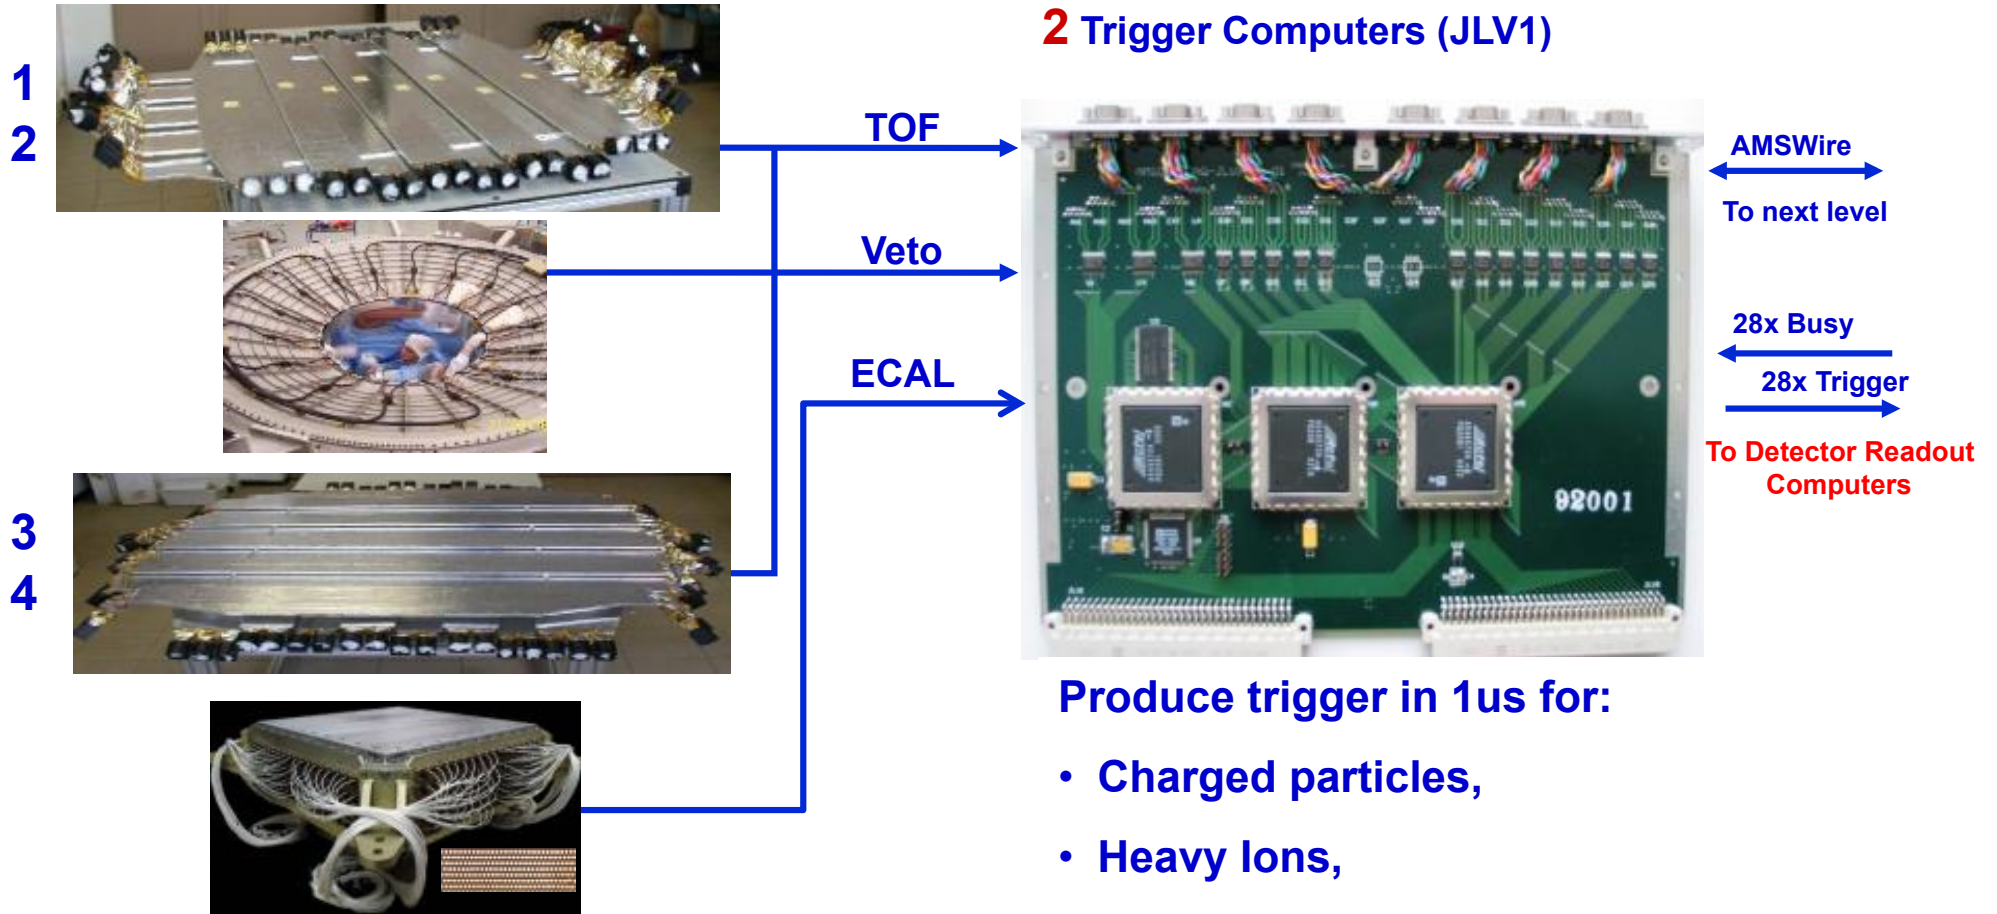 2 Trigger Computers (JLV1)
1
2
TOF
AMSWire
To next level
Veto
28x Busy
ECAL
28x Trigger
To Detector Readout
Computers
92001
3
4
Produce trigger in 1us for:
• Charged particles,
• Heavy Ions,